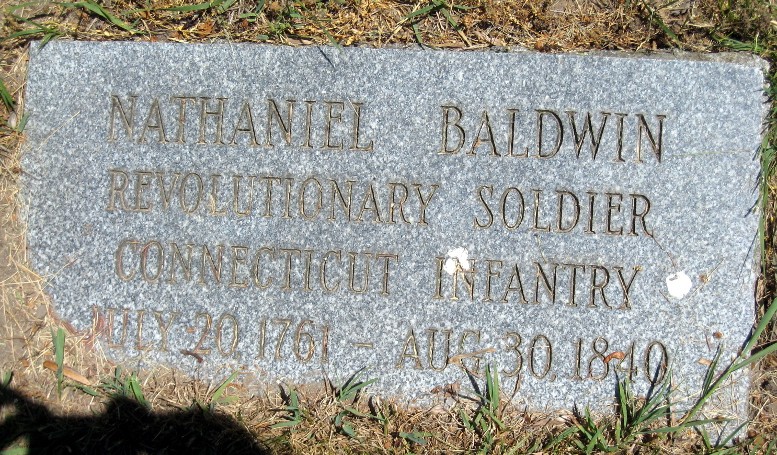 NATHANIEL BALDWIN
REVOLUTIONARY SOLDIER
CONNECTICUT INFANTRY
JULY 20, 1761 - AUG 30, 1840